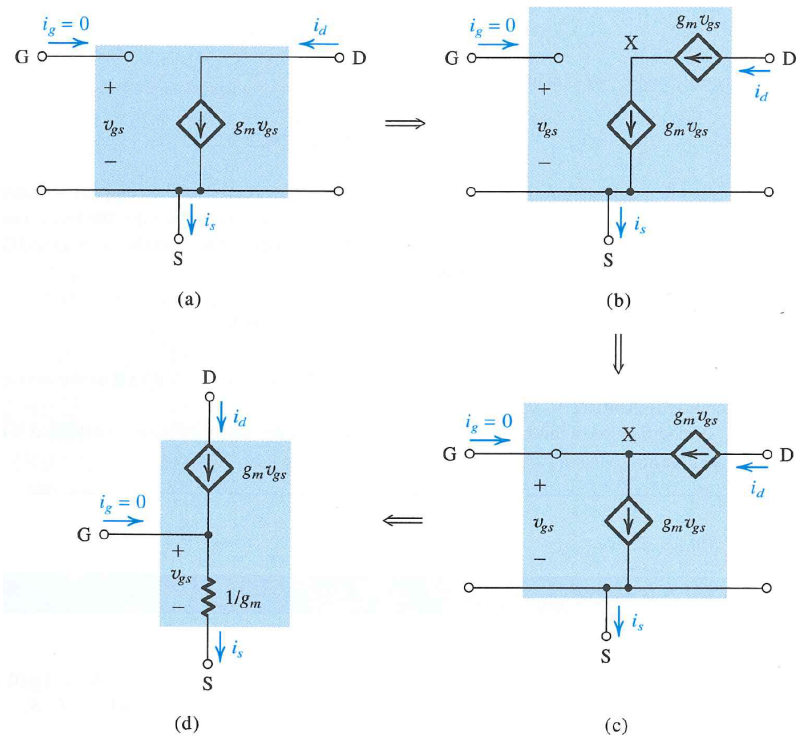 i_g = 0
i_d
G
D
+
v_gs
−
g_m v_gs
i_s
S
(a)
i_g = 0
g_m v_gs
X
G
D
i_d
+
v_gs
−
g_m v_gs
i_s
S
(b)
i_g = 0
g_m v_gs
X
G
D
i_d
+
v_gs
−
g_m v_gs
i_s
S
(c)
D
i_d
g_m v_gs
i_g = 0
G
+
v_gs
−
1/g_m
i_s
S
(d)